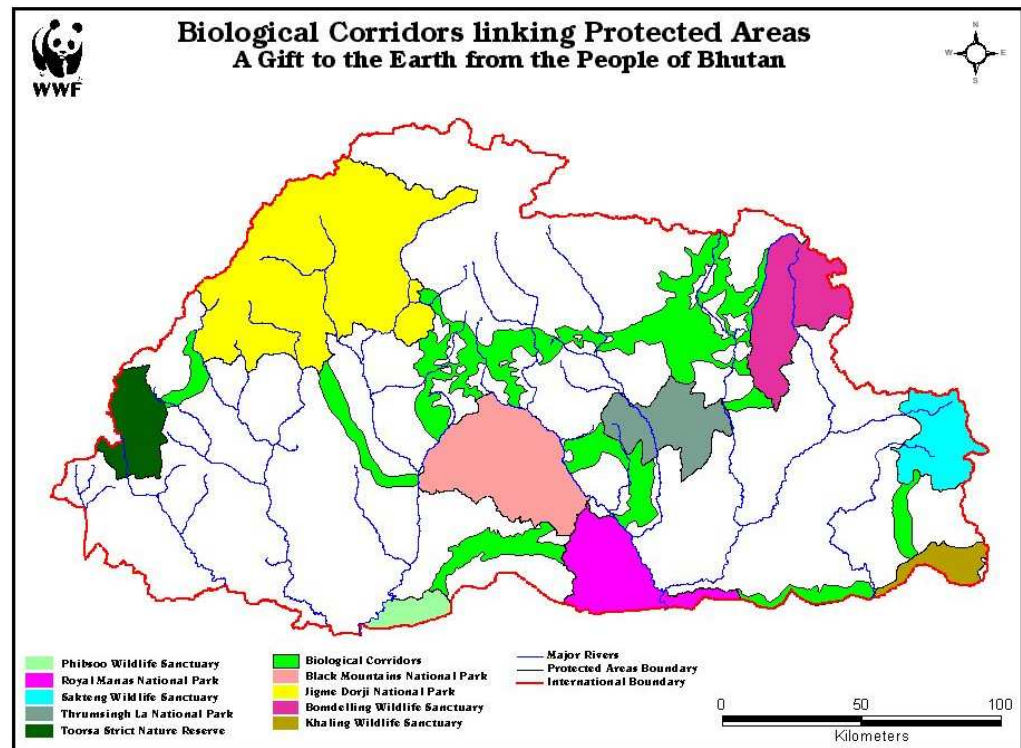 Biological Corridors linking Protected Areas
A Gift to the Earth from the People of Bhutan
WWF
N
W
E
S
Phibsoo Wildlife Sanctuary
Royal Manas National Park
Sakteng Wildlife Sanctuary
Thrumsingh La National Park
Toorsa Strict Nature Reserve
Biological Corridors
Black Mountains National Park
Jigme Dorji National Park
Bomdelling Wildlife Sanctuary
Khaling Wildlife Sanctuary
Major Rivers
Protected Areas Boundary
International Boundary
0 50 100
Kilometers